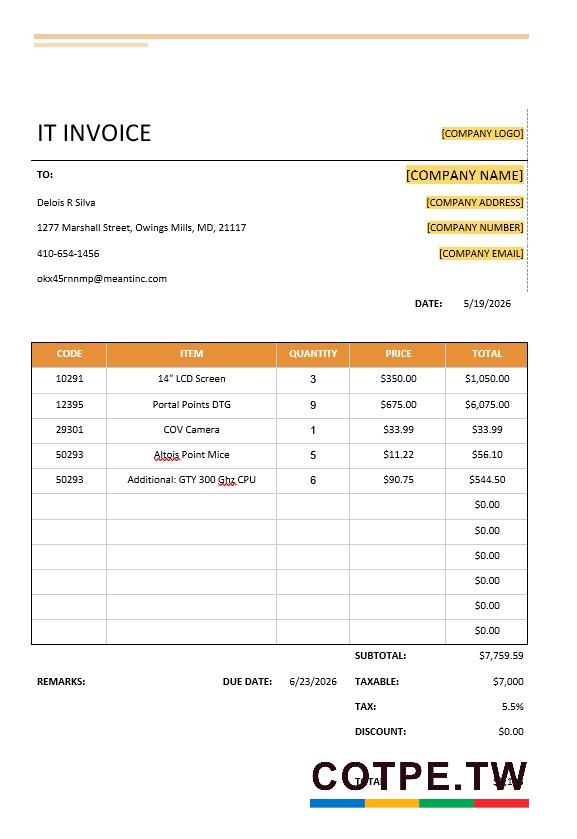 IT INVOICE [COMPANY LOGO]
TO: [COMPANY NAME]
Delois R Silva [COMPANY ADDRESS]
1277 Marshall Street, Owings Mills, MD, 21117 [COMPANY NUMBER]
410-654-1456 [COMPANY EMAIL]
okx45rnnmp@meantinc.com
DATE: 5/19/2026
CODE ITEM QUANTITY PRICE TOTAL
10291 14" LCD Screen 3 $350.00 $1,050.00
12395 Portal Points DTG 9 $675.00 $6,075.00
29301 COV Camera 1 $33.99 $33.99
50293 Altois Point Mice 5 $11.22 $56.10
50293 Additional: GTY 300 Ghz CPU 6 $90.75 $544.50
$0.00
$0.00
$0.00
$0.00
$0.00
$0.00
SUBTOTAL: $7,759.59
REMARKS: DUE DATE: 6/23/2026 TAXABLE: $7,000
TAX: 5.5%
DISCOUNT: $0.00
COTPE.TW